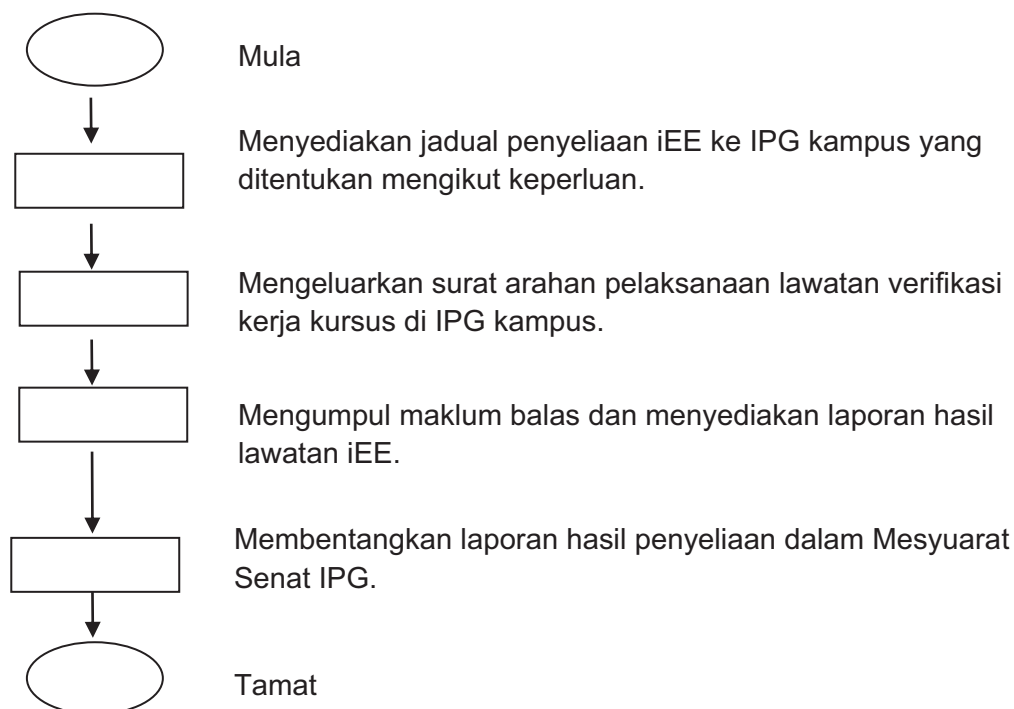 Mula
Menyediakan jadual penyeliaan iEE ke IPG kampus yang
ditentukan mengikut keperluan.
Mengeluarkan surat arahan pelaksanaan lawatan verifikasi
kerja kursus di IPG kampus.
Mengumpul maklum balas dan menyediakan laporan hasil
lawatan iEE.
Membentangkan laporan hasil penyeliaan dalam Mesyuarat
Senat IPG.
Tamat